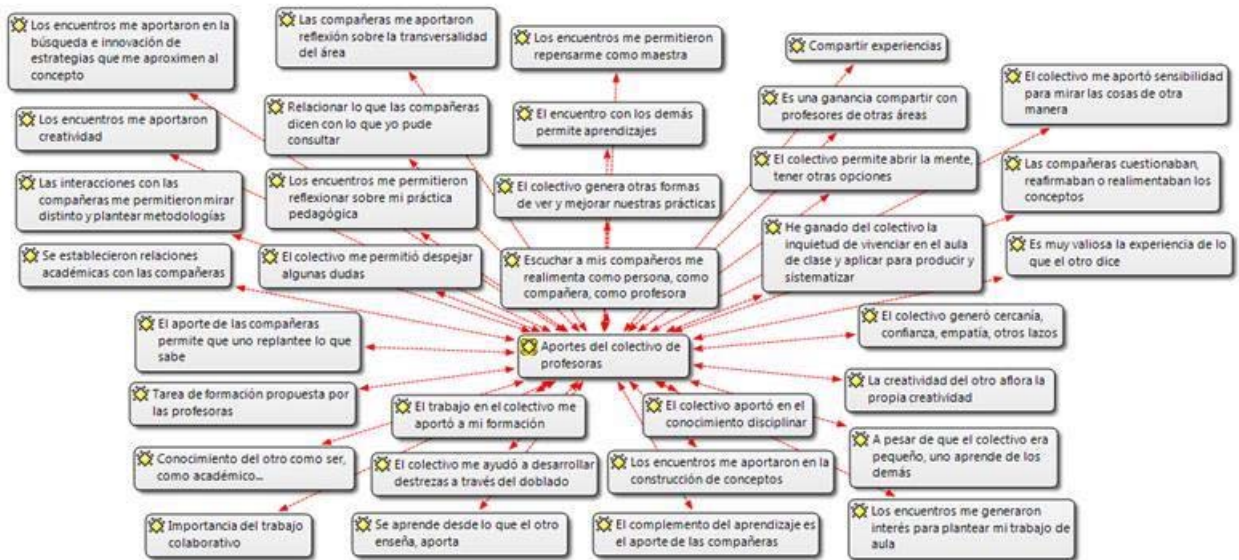 Los encuentros me aportaron en la
búsqueda e innovación de
estrategias que me aproximen al
concepto
Las compañeras me aportaron
reflexión sobre la transversalidad
del área
Los encuentros me permitieron
repensarme como maestra
Compartir experiencias
El colectivo me aportó sensibilidad
para mirar las cosas de otra
manera
Los encuentros me aportaron
creatividad
Relacionar lo que las compañeras
dicen con lo que yo pude
consultar
El encuentro con los demás
permite aprendizajes
Es una ganancia compartir con
profesores de otras áreas
El colectivo permite abrir la mente,
tener otras opciones
Las compañeras cuestionaban,
reafirmaban o realimentaban los
conceptos
Las interacciones con las
compañeras me permitieron mirar
distinto y plantear metodologías
Los encuentros me permitieron
reflexionar sobre mi práctica
pedagógica
El colectivo genera otras formas
de ver y mejorar nuestras prácticas
He ganado del colectivo la
inquietud de vivenciar en el aula
de clase y aplicar para producir y
sistematizar
Es muy valiosa la experiencia de lo
que el otro dice
Se establecieron relaciones
académicas con las compañeras
El colectivo me permitió despejar
algunas dudas
Escuchar a mis compañeros me
realimenta como persona, como
compañera, como profesora
El aporte de las compañeras
permite que uno replantee lo que
sabe
Aportes del colectivo de
profesoras
El colectivo generó cercanía,
confianza, empatía, otros lazos
Tarea de formación propuesta por
las profesoras
El trabajo en el colectivo me
aportó a mi formación
El colectivo aportó en el
conocimiento disciplinar
La creatividad del otro aflora la
propia creatividad
Conocimiento del otro como ser,
como académico...
El colectivo me ayudó a desarrollar
destrezas a través del doblado
Los encuentros me aportaron en la
construcción de conceptos
A pesar de que el colectivo era
pequeño, uno aprende de los
demás
Importancia del trabajo
colaborativo
Se aprende desde lo que el otro
enseña, aporta
El complemento del aprendizaje es
el aporte de las compañeras
Los encuentros me generaron
interés para plantear mi trabajo de
aula